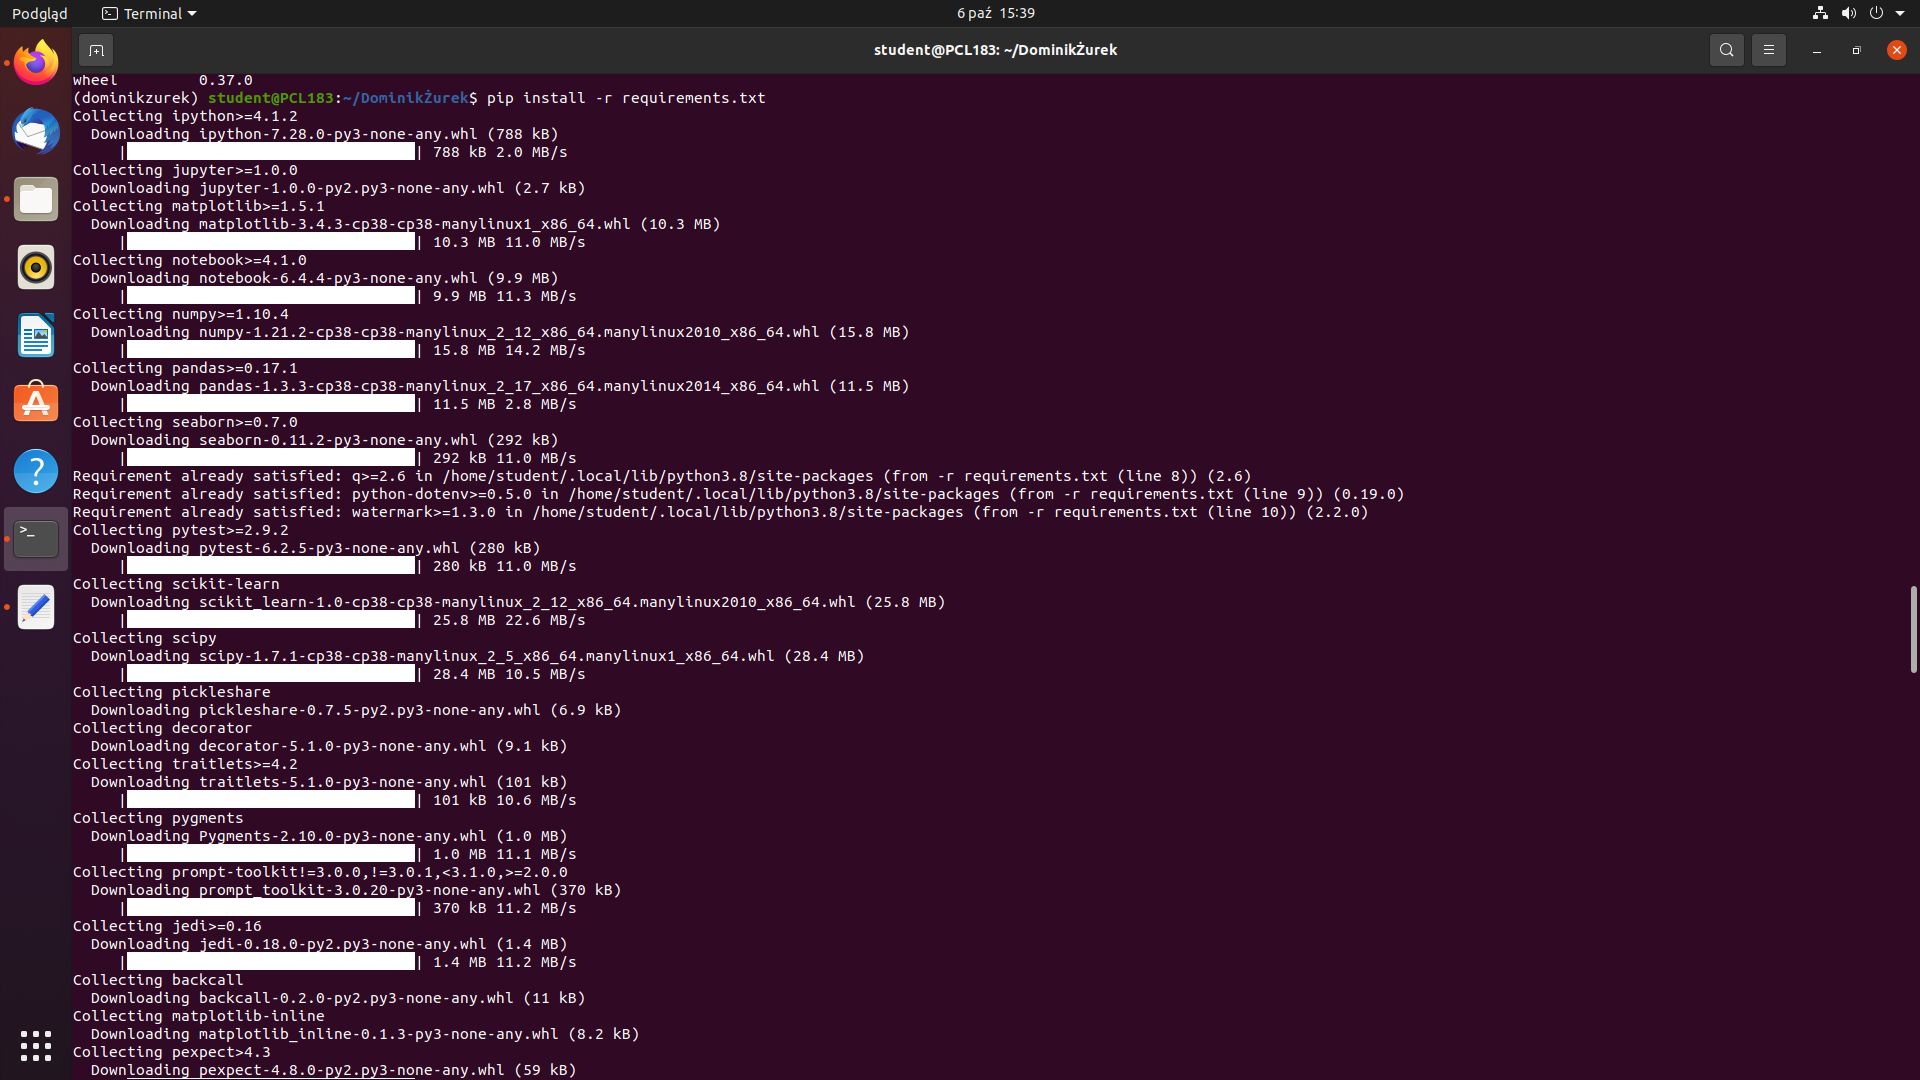 Podgląd
Terminal
6 paź 15:39
student@PCL183: ~/DominikŻurek
wheel 0.37.0
(dominikzurek) student@PCL183:~/DominikŻurek$ pip install -r requirements.txt
Collecting ipython>=4.1.2
Downloading ipython-7.28.0-py3-none-any.whl (788 kB)
| | 788 kB 2.0 MB/s
Collecting jupyter>=1.0.0
Downloading jupyter-1.0.0-py2.py3-none-any.whl (2.7 kB)
Collecting matplotlib>=1.5.1
Downloading matplotlib-3.4.3-cp38-cp38-manylinux1_x86_64.whl (10.3 MB)
| | 10.3 MB 11.0 MB/s
Collecting notebook>=4.1.0
Downloading notebook-6.4.4-py3-none-any.whl (9.9 MB)
| | 9.9 MB 11.3 MB/s
Collecting numpy>=1.10.4
Downloading numpy-1.21.2-cp38-cp38-manylinux_2_12_x86_64.manylinux2010_x86_64.whl (15.8 MB)
| | 15.8 MB 14.2 MB/s
Collecting pandas>=0.17.1
Downloading pandas-1.3.3-cp38-cp38-manylinux_2_17_x86_64.manylinux2014_x86_64.whl (11.5 MB)
| | 11.5 MB 2.8 MB/s
Collecting seaborn>=0.7.0
Downloading seaborn-0.11.2-py3-none-any.whl (292 kB)
| | 292 kB 11.0 MB/s
Requirement already satisfied: q>=2.6 in /home/student/.local/lib/python3.8/site-packages (from -r requirements.txt (line 8)) (2.6)
Requirement already satisfied: python-dotenv>=0.5.0 in /home/student/.local/lib/python3.8/site-packages (from -r requirements.txt (line 9)) (0.19.0)
Requirement already satisfied: watermark>=1.3.0 in /home/student/.local/lib/python3.8/site-packages (from -r requirements.txt (line 10)) (2.2.0)
Collecting pytest>=2.9.2
Downloading pytest-6.2.5-py3-none-any.whl (280 kB)
| | 280 kB 11.0 MB/s
Collecting scikit-learn
Downloading scikit_learn-1.0-cp38-cp38-manylinux_2_12_x86_64.manylinux2010_x86_64.whl (25.8 MB)
| | 25.8 MB 22.6 MB/s
Collecting scipy
Downloading scipy-1.7.1-cp38-cp38-manylinux_2_5_x86_64.manylinux1_x86_64.whl (28.4 MB)
| | 28.4 MB 10.5 MB/s
Collecting pickleshare
Downloading pickleshare-0.7.5-py2.py3-none-any.whl (6.9 kB)
Collecting decorator
Downloading decorator-5.1.0-py3-none-any.whl (9.1 kB)
Collecting traitlets>=4.2
Downloading traitlets-5.1.0-py3-none-any.whl (101 kB)
| | 101 kB 10.6 MB/s
Collecting pygments
Downloading Pygments-2.10.0-py3-none-any.whl (1.0 MB)
| | 1.0 MB 11.1 MB/s
Collecting prompt-toolkit!=3.0.0,!=3.0.1,<3.1.0,>=2.0.0
Downloading prompt_toolkit-3.0.20-py3-none-any.whl (370 kB)
| | 370 kB 11.2 MB/s
Collecting jedi>=0.16
Downloading jedi-0.18.0-py2.py3-none-any.whl (1.4 MB)
| | 1.4 MB 11.2 MB/s
Collecting backcall
Downloading backcall-0.2.0-py2.py3-none-any.whl (11 kB)
Collecting matplotlib-inline
Downloading matplotlib_inline-0.1.3-py3-none-any.whl (8.2 kB)
Collecting pexpect>4.3
Downloading pexpect-4.8.0-py2.py3-none-any.whl (59 kB)